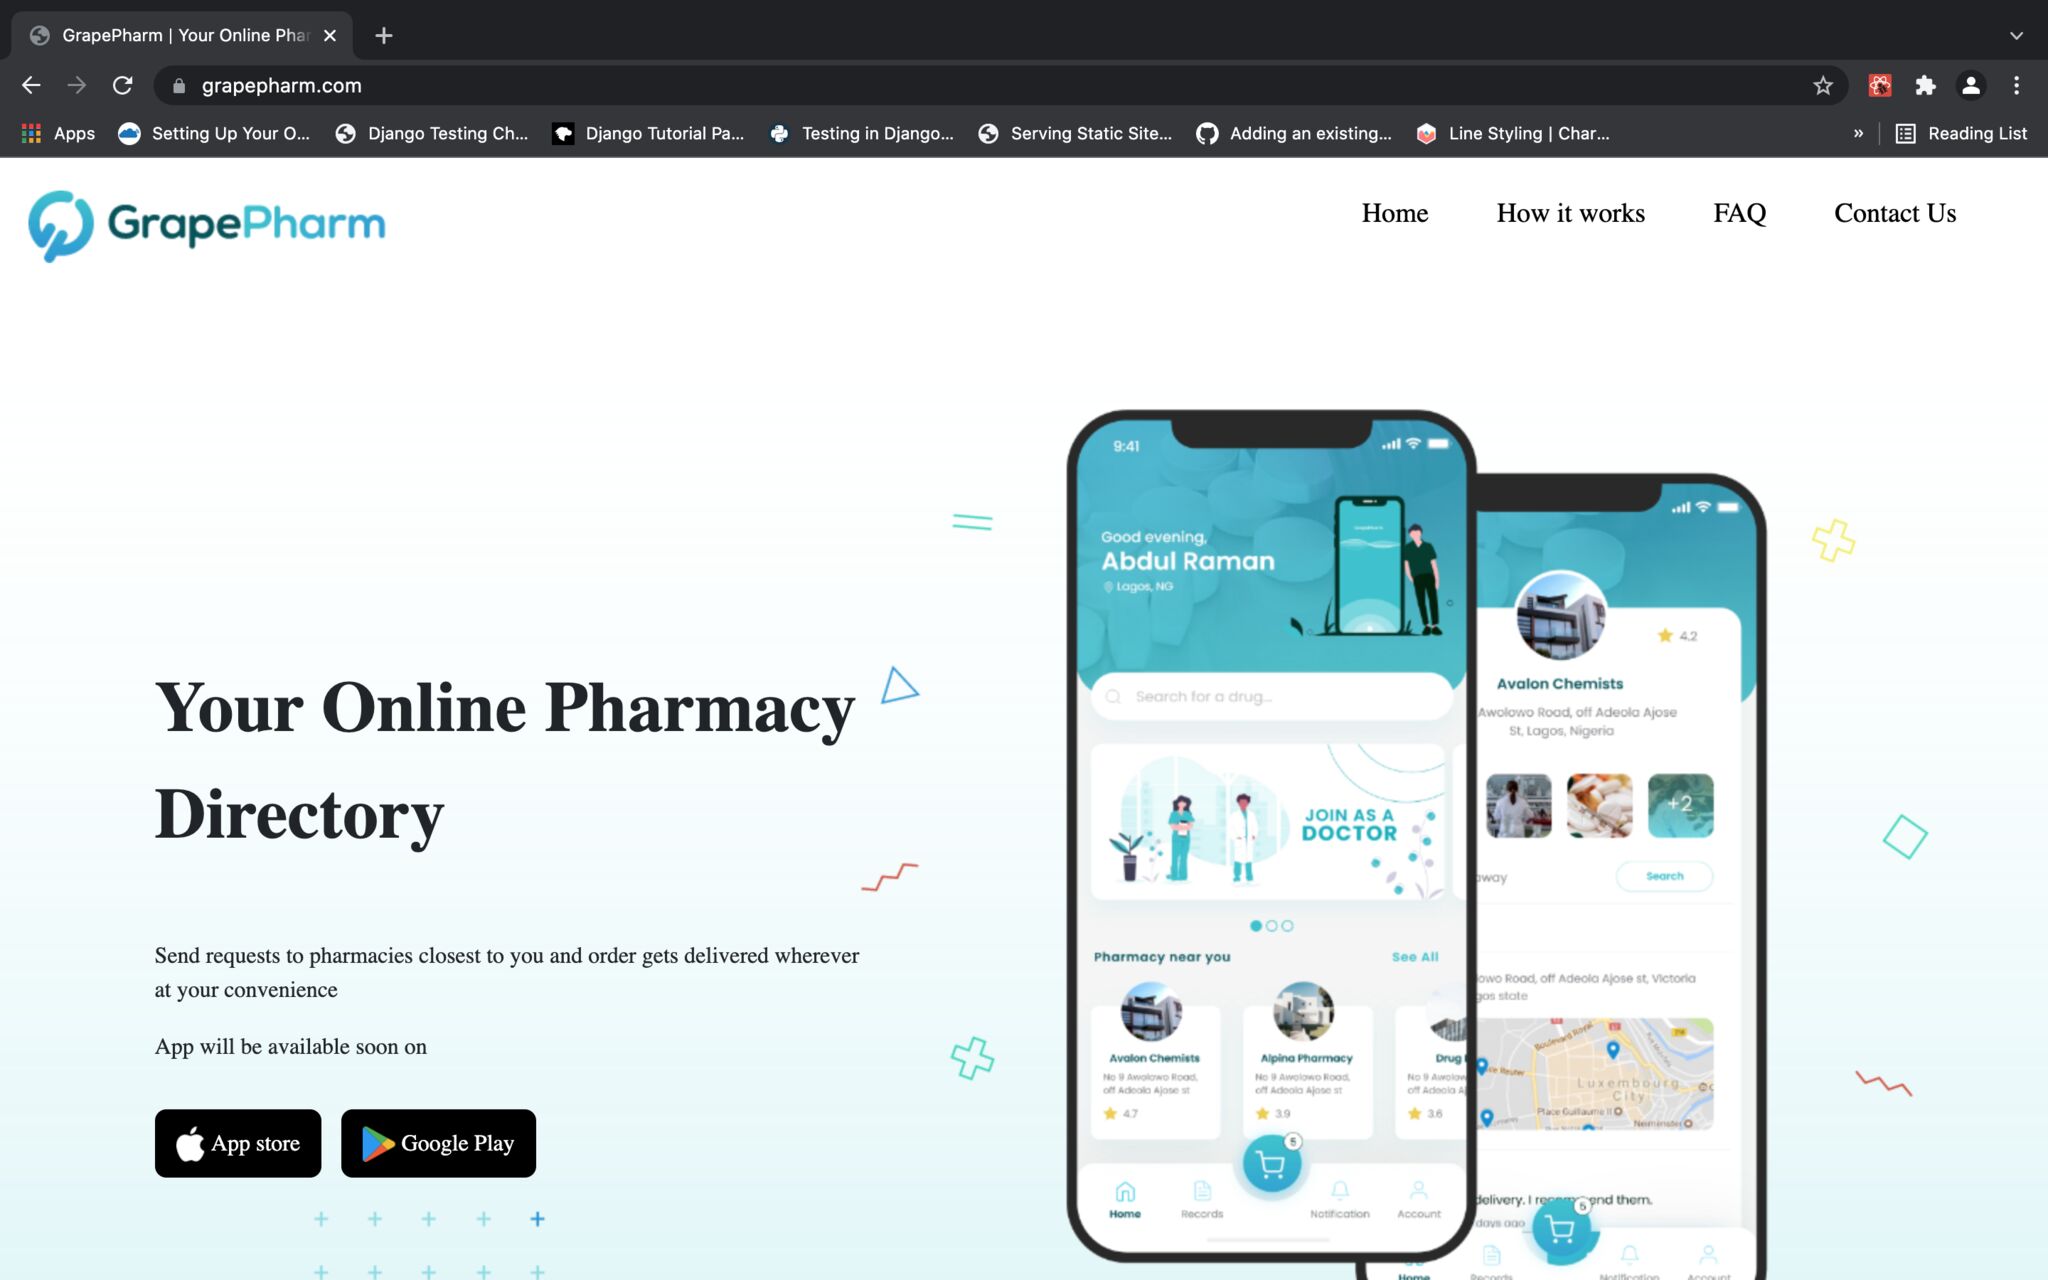 GrapePharm | Your Online Phar
grapepharm.com
Apps
Setting Up Your O...
Django Testing Ch...
Django Tutorial Pa...
Testing in Django...
Serving Static Site...
Adding an existing...
Line Styling | Char...
»
Reading List
GrapePharm
Home
How it works
FAQ
Contact Us
Your Online Pharmacy
Directory
Send requests to pharmacies closest to you and order gets delivered wherever
at your convenience
App will be available soon on
App store
Google Play
9:41
Good evening,
Abdul Raman
Lagos, NG
Search for a drug...
JOIN AS A
DOCTOR
Pharmacy near you
See All
Avalon Chemists
No 9 Awolowo Road,
off Adeola Ajose st
4.7
Alpina Pharmacy
No 9 Awolowo Road,
off Adeola Ajose st
3.9
Drug
No 9 Awolow
off Adeola A
3.6
5
Home
Records
Notification
Account
4.2
Avalon Chemists
Awolowo Road, off Adeola Ajose
St, Lagos, Nigeria
+2
away
Search
Road, off Adeola Ajose st, Victoria
state
Boulevard Royal
Luxembourg
City
Place Guillaume II
delivery. I recommend them.
days ago
5
Home
Records
Notification
Account